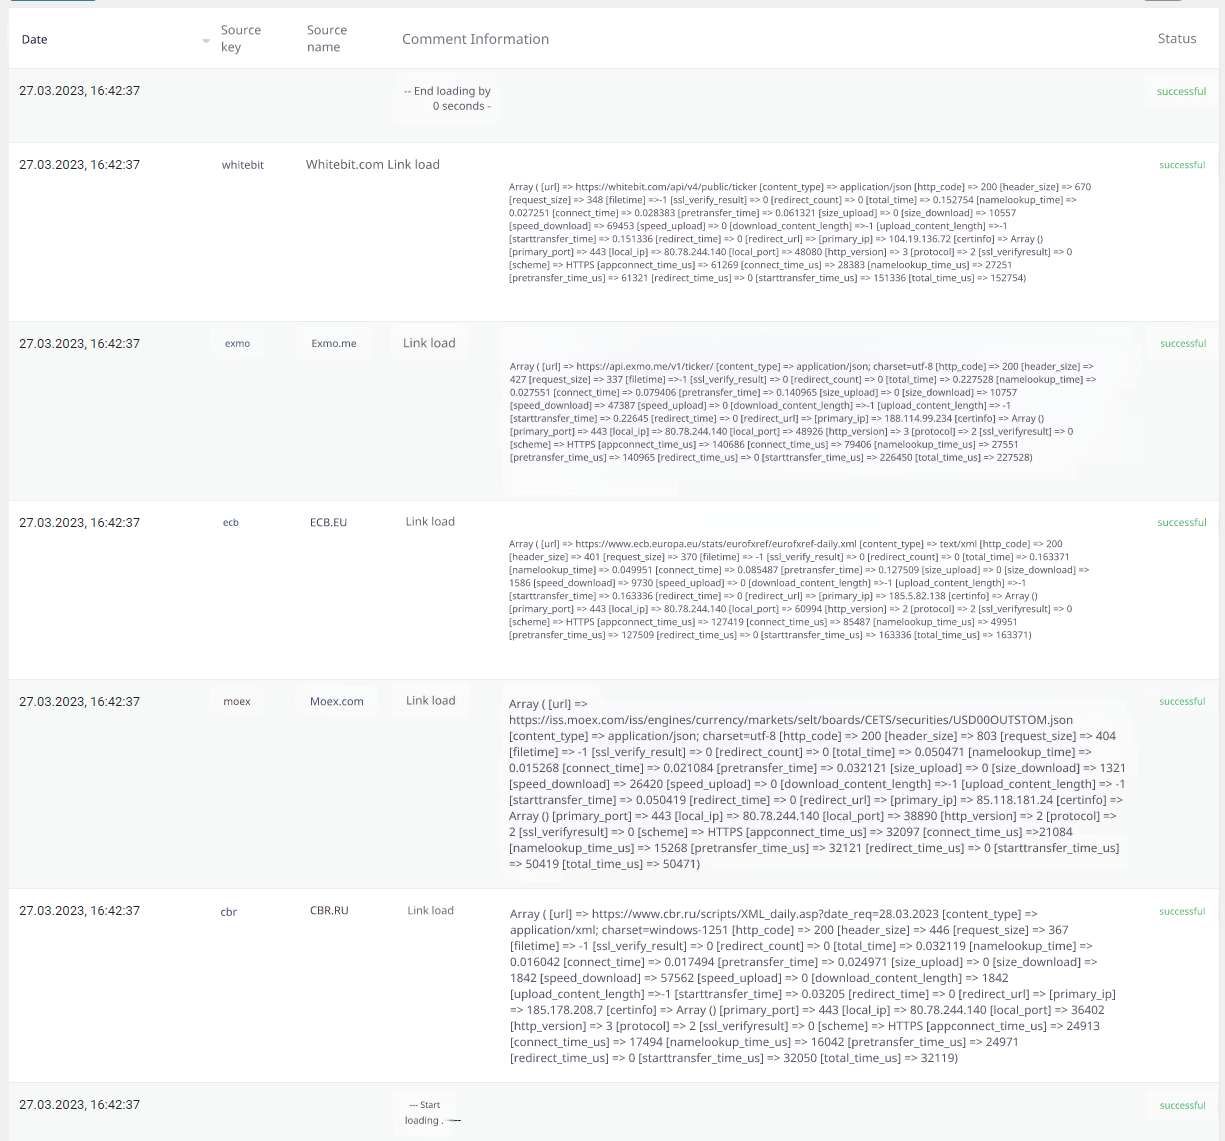 Date
Source
key
Source
name
Comment Information
Status
27.03.2023, 16:42:37
-- End loading by
0 seconds -
successful
27.03.2023, 16:42:37
whitebit
Whitebit.com Link load
successful
Array ( [url] => https://whitebit.com/api/v4/public/ticker [content_type] => application/json [http_code] => 200 [header_size] => 670
[request_size] => 348 [filetime] =>-1 [ssl_verify_result] => 0 [redirect_count] => 0 [total_time] => 0.152754 [namelookup_time] =>
0.027251 [connect_time] => 0.028383 [pretransfer_time] => 0.061321 [size_upload] => 0 [size_download] => 10557
[speed_download] => 69453 [speed_upload] => 0 [download_content_length] =>-1 [upload_content_length] =>-1
[starttransfer_time] => 0.151336 [redirect_time] => 0 [redirect_url] => [primary_ip] => 104.19.136.72 [certinfo] => Array ()
[primary_port] => 443 [local_ip] => 80.78.244.140 [local_port] => 48080 [http_version] => 3 [protocol] => 2 [ssl_verifyresult] => 0
[scheme] => HTTPS [appconnect_time_us] => 61269 [connect_time_us] => 28383 [namelookup_time_us] => 27251
[pretransfer_time_us] => 61321 [redirect_time_us] => 0 [starttransfer_time_us] => 151336 [total_time_us] => 152754)
27.03.2023, 16:42:37
exmo
Exmo.me
Link load
successful
Array ( [url] => https://api.exmo.me/v1/ticker/ [content_type] => application/json; charset=utf-8 [http_code] => 200 [header_size] =>
427 [request_size] => 337 [filetime] =>-1 [ssl_verify_result] => 0 [redirect_count] => 0 [total_time] => 0.227528 [namelookup_time] =>
0.027551 [connect_time] => 0.079406 [pretransfer_time] => 0.140965 [size_upload] => 0 [size_download] => 10757
[speed_download] => 47387 [speed_upload] => 0 [download_content_length] =>-1 [upload_content_length] => -1
[starttransfer_time] => 0.22645 [redirect_time] => 0 [redirect_url] => [primary_ip] => 188.114.99.234 [certinfo] => Array ()
[primary_port] => 443 [local_ip] => 80.78.244.140 [local_port] => 48926 [http_version] => 3 [protocol] => 2 [ssl_verifyresult] => 0
[scheme] => HTTPS [appconnect_time_us] => 140686 [connect_time_us] => 79406 [namelookup_time_us] => 27551
[pretransfer_time_us] => 140965 [redirect_time_us] => 0 [starttransfer_time_us] => 226450 [total_time_us] => 227528)
27.03.2023, 16:42:37
ecb
ECB.EU
Link load
successful
Array ( [url] => https://www.ecb.europa.eu/stats/eurofxref/eurofxref-daily.xml [content_type] => text/xml [http_code] => 200
[header_size] => 401 [request_size] => 370 [filetime] => -1 [ssl_verify_result] => 0 [redirect_count] => 0 [total_time] => 0.163371
[namelookup_time] => 0.049951 [connect_time] => 0.085487 [pretransfer_time] => 0.127509 [size_upload] => 0 [size_download] =>
1586 [speed_download] => 9730 [speed_upload] => 0 [download_content_length] =>-1 [upload_content_length] =>-1
[starttransfer_time] => 0.163336 [redirect_time] => 0 [redirect_url] => [primary_ip] => 185.5.82.138 [certinfo] => Array ()
[primary_port] => 443 [local_ip] => 80.78.244.140 [local_port] => 60994 [http_version] => 2 [protocol] => 2 [ssl_verifyresult] => 0
[scheme] => HTTPS [appconnect_time_us] => 127419 [connect_time_us] => 85487 [namelookup_time_us] => 49951
[pretransfer_time_us] => 127509 [redirect_time_us] => 0 [starttransfer_time_us] => 163336 [total_time_us] => 163371)
27.03.2023, 16:42:37
moex
Moex.com
Link load
successful
Array ( [url] =>
https://iss.moex.com/iss/engines/currency/markets/selt/boards/CETS/securities/USD00OUTSTOM.json
[content_type] => application/json; charset=utf-8 [http_code] => 200 [header_size] => 803 [request_size] => 404
[filetime] => -1 [ssl_verify_result] => 0 [redirect_count] => 0 [total_time] => 0.050471 [namelookup_time] =>
0.015268 [connect_time] => 0.021084 [pretransfer_time] => 0.032121 [size_upload] => 0 [size_download] => 1321
[speed_download] => 26420 [speed_upload] => 0 [download_content_length] =>-1 [upload_content_length] => -1
[starttransfer_time] => 0.050419 [redirect_time] => 0 [redirect_url] => [primary_ip] => 85.118.181.24 [certinfo] =>
Array () [primary_port] => 443 [local_ip] => 80.78.244.140 [local_port] => 38890 [http_version] => 2 [protocol] =>
2 [ssl_verifyresult] => 0 [scheme] => HTTPS [appconnect_time_us] => 32097 [connect_time_us] =>21084
[namelookup_time_us] => 15268 [pretransfer_time_us] => 32121 [redirect_time_us] => 0 [starttransfer_time_us]
=> 50419 [total_time_us] => 50471)
27.03.2023, 16:42:37
cbr
CBR.RU
Link load
successful
Array ( [url] => https://www.cbr.ru/scripts/XML_daily.asp?date_req=28.03.2023 [content_type] =>
application/xml; charset=windows-1251 [http_code] => 200 [header_size] => 446 [request_size] => 367
[filetime] => -1 [ssl_verify_result] => 0 [redirect_count] => 0 [total_time] => 0.032119 [namelookup_time] =>
0.016042 [connect_time] => 0.017494 [pretransfer_time] => 0.024971 [size_upload] => 0 [size_download] =>
1842 [speed_download] => 57562 [speed_upload] => 0 [download_content_length] => 1842
[upload_content_length] =>-1 [starttransfer_time] => 0.03205 [redirect_time] => 0 [redirect_url] => [primary_ip]
=> 185.178.208.7 [certinfo] => Array () [primary_port] => 443 [local_ip] => 80.78.244.140 [local_port] => 36402
[http_version] => 3 [protocol] => 2 [ssl_verifyresult] => 0 [scheme] => HTTPS [appconnect_time_us] => 24913
[connect_time_us] => 17494 [namelookup_time_us] => 16042 [pretransfer_time_us] => 24971
[redirect_time_us] => 0 [starttransfer_time_us] => 32050 [total_time_us] => 32119)
27.03.2023, 16:42:37
--- Start
loading . ---
successful